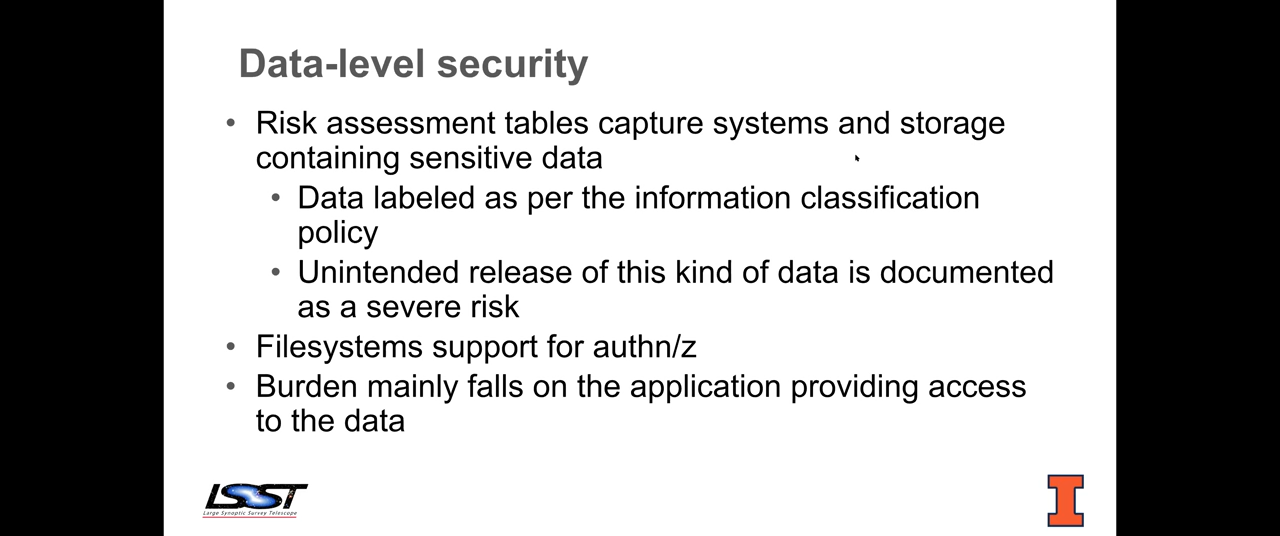 Data-level security
• Risk assessment tables capture systems and storage
containing sensitive data
• Data labeled as per the information classification
policy
• Unintended release of this kind of data is documented
as a severe risk
• Filesystems support for authn/z
• Burden mainly falls on the application providing access
to the data
LSST
Large Synoptic Survey Telescope
I